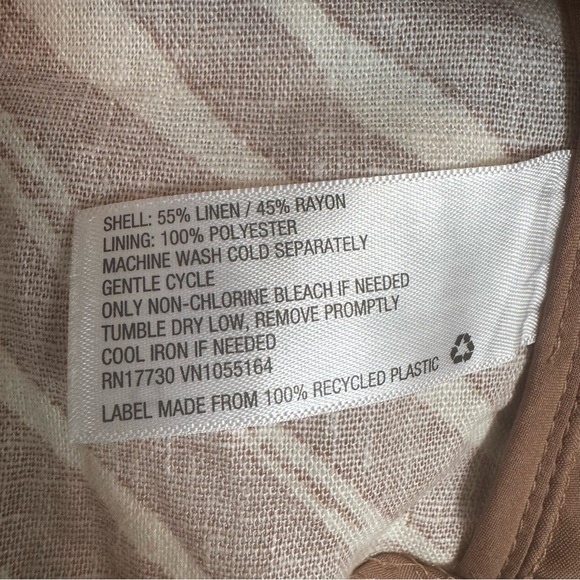 SHELL: 55% LINEN / 45% RAYON
LINING: 100% POLYESTER
MACHINE WASH COLD SEPARATELY
GENTLE CYCLE
ONLY NON-CHLORINE BLEACH IF NEEDED
TUMBLE DRY LOW, REMOVE PROMPTLY
COOL IRON IF NEEDED
RN17730 VN1055164
LABEL MADE FROM 100% RECYCLED PLASTIC